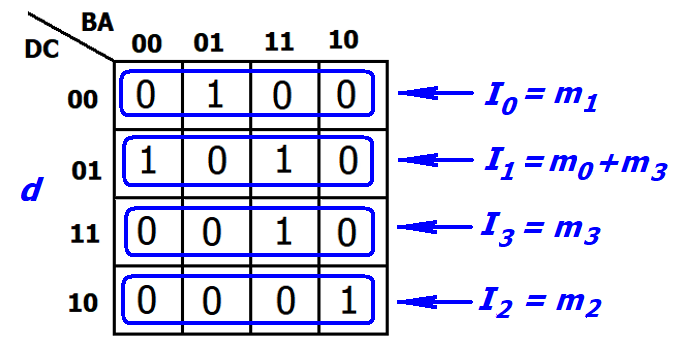 BA
DC 00 01 11 10
00 0 1 0 0 I0 = m1
01 1 0 1 0 I1 = m0+m3
d
11 0 0 1 0 I3 = m3
10 0 0 0 1 I2 = m2